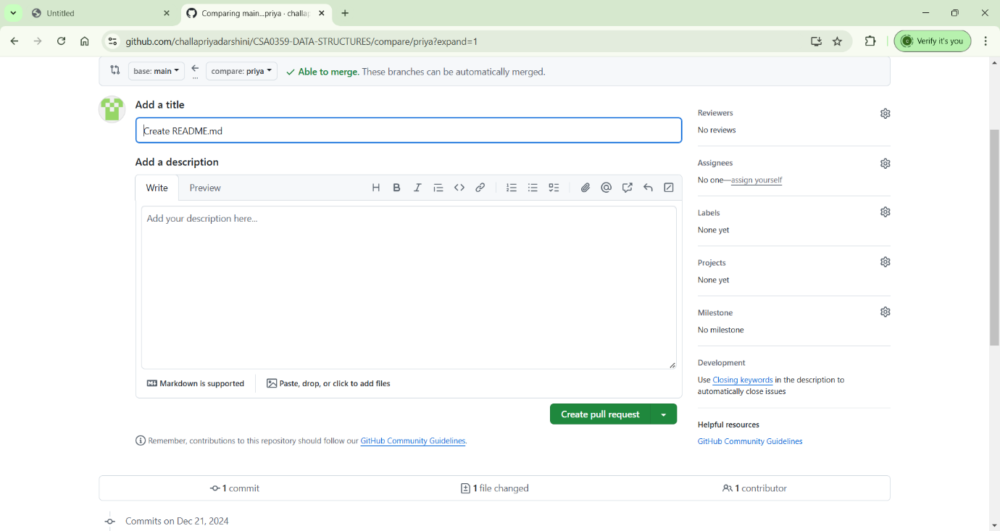 Untitled
Comparing main...priya · challap
github.com/challapriyadarshini/CSA0359-DATA-STRUCTURES/compare/priya?expand=1
Verify it's you
base: main
...
compare: priya
Able to merge. These branches can be automatically merged.
Add a title
Create README.md
Add a description
Write
Preview
H B I
Add your description here...
Markdown is supported
Paste, drop, or click to add files
Create pull request
Remember, contributions to this repository should follow our GitHub Community Guidelines.
Reviewers
No reviews
Assignees
No one—assign yourself
Labels
None yet
Projects
None yet
Milestone
No milestone
Development
Use Closing keywords in the description to
automatically close issues
Helpful resources
GitHub Community Guidelines
1 commit
1 file changed
1 contributor
Commits on Dec 21, 2024